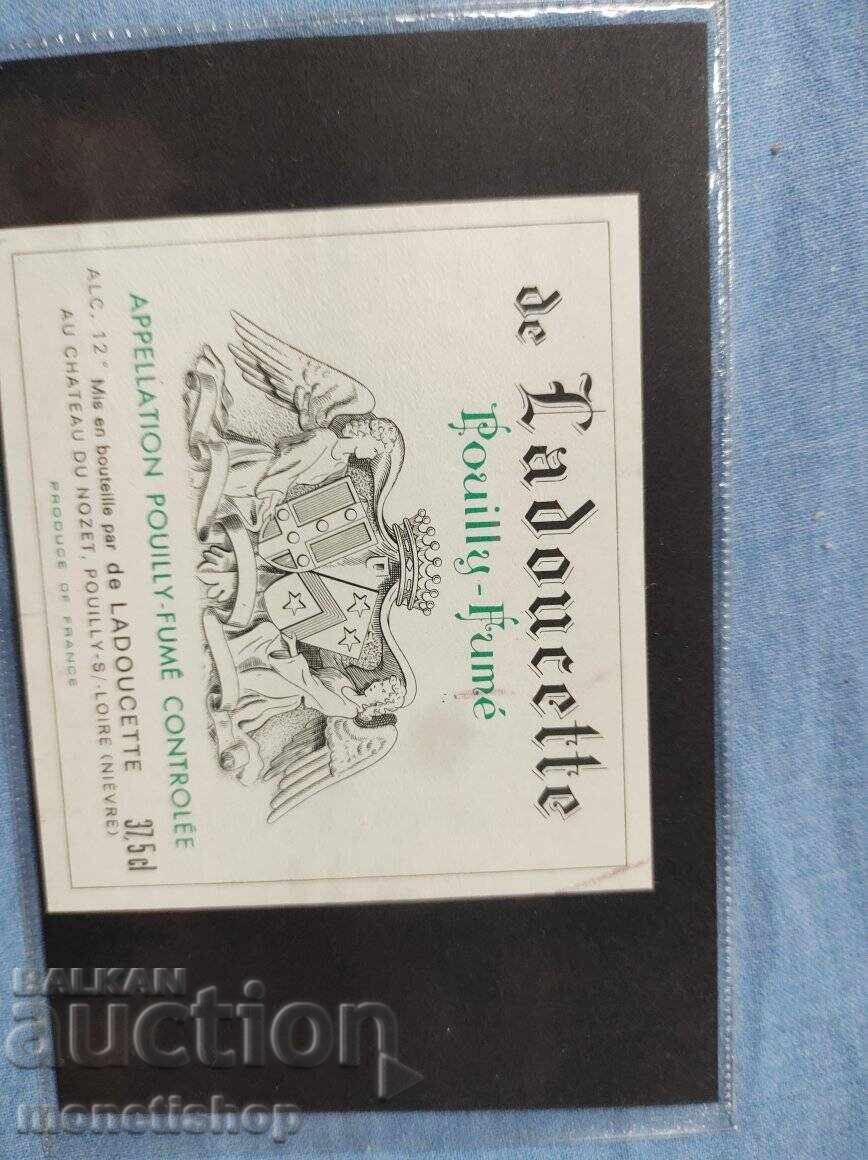 de Ladoucette
Pouilly-Fumé
APPELLATION POUILLY-FUMÉ CONTROLÉE
ALC. 12° Mis en bouteille par de LADOUCETTE 37,5 cl
AU CHATEAU DU NOZET, POUILLY-S/-LOIRE (NIÈVRE)
PRODUCE OF FRANCE
BALKAN
auction
monetishop